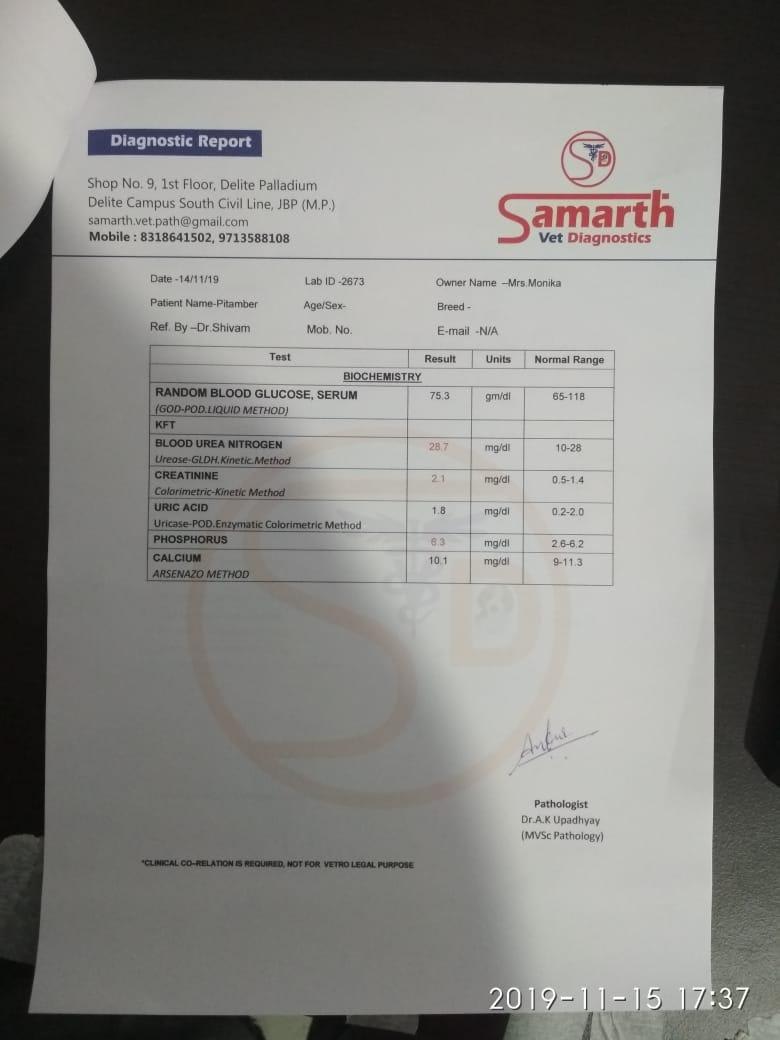 Diagnostic Report
Shop No. 9, 1st Floor, Delite Palladium
Delite Campus South Civil Line, JBP (M.P.)
samarth.vet.path@gmail.com
Mobile : 8318641502, 9713588108
SD
Samarth
Vet Diagnostics
Date -14/11/19 Lab ID -2673 Owner Name –Mrs.Monika
Patient Name-Pitamber Age/Sex- Breed -
Ref. By –Dr.Shivam Mob. No. E-mail -N/A
Test Result Units Normal Range
BIOCHEMISTRY
RANDOM BLOOD GLUCOSE, SERUM 75.3 gm/dl 65-118
(GOD-POD.LIQUID METHOD)
KFT
BLOOD UREA NITROGEN 28.7 mg/dl 10-28
Urease-GLDH.Kinetic.Method
CREATININE 2.1 mg/dl 0.5-1.4
Colorimetric-Kinetic Method
URIC ACID 1.8 mg/dl 0.2-2.0
Uricase-POD.Enzymatic Colorimetric Method
PHOSPHORUS 6.3 mg/dl 2.6-6.2
CALCIUM 10.1 mg/dl 9-11.3
ARSENAZO METHOD
Pathologist
Dr.A.K Upadhyay
(MVSc Pathology)
*CLINICAL CO-RELATION IS REQUIRED, NOT FOR VETRO LEGAL PURPOSE
2019-11-15 17:37